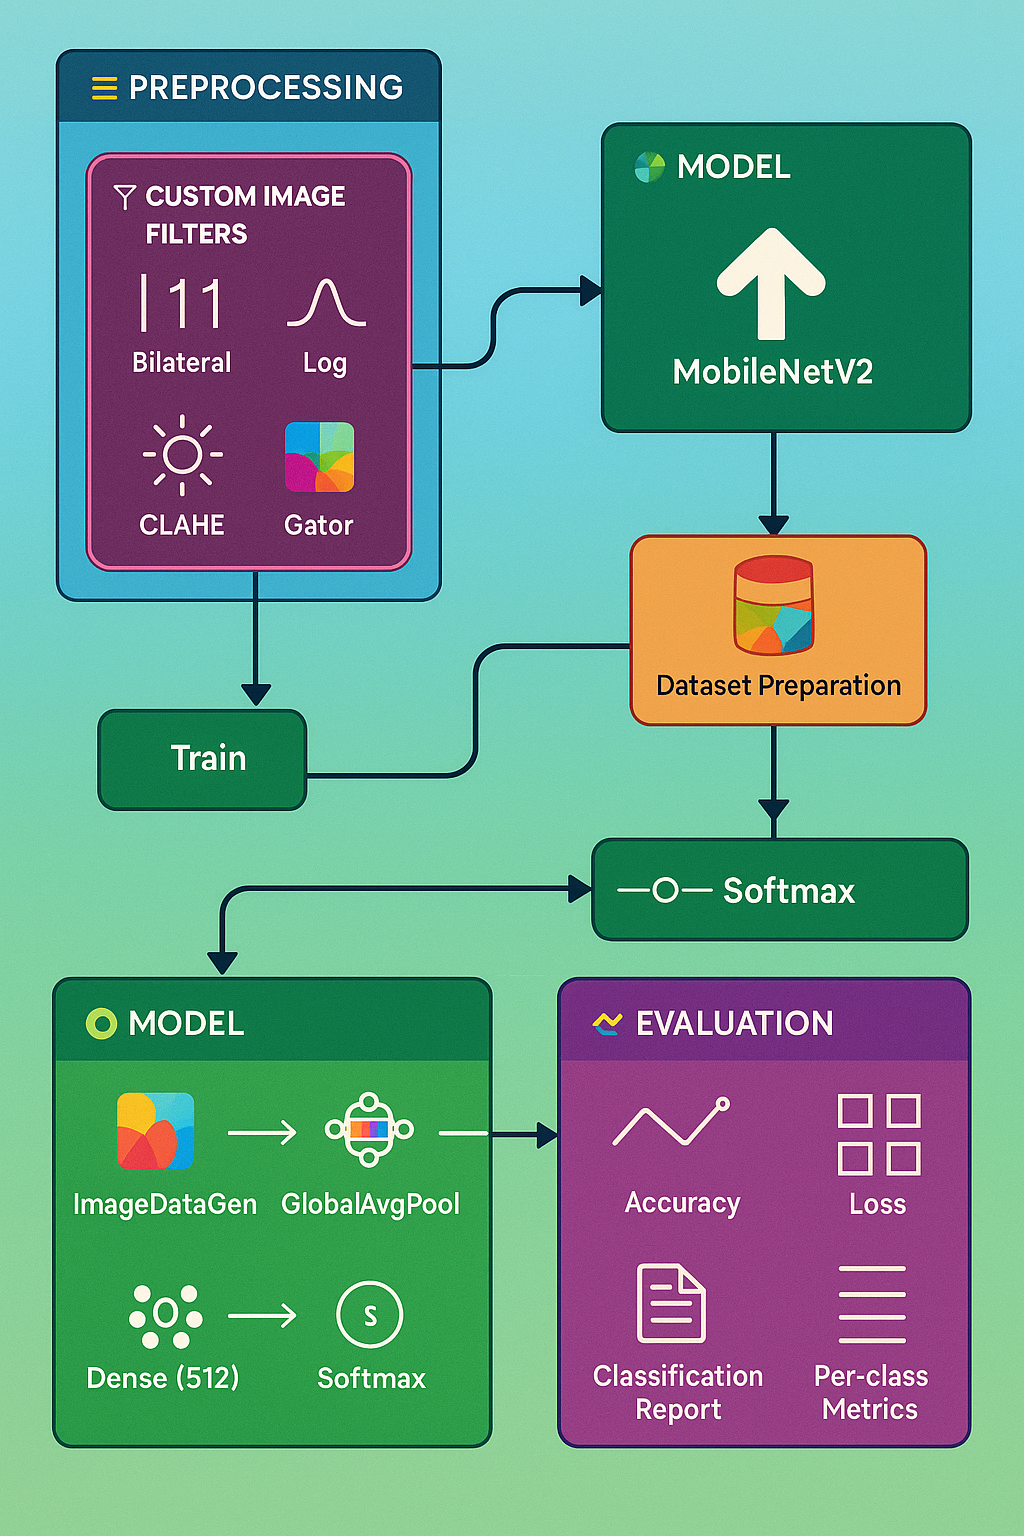 PREPROCESSING
CUSTOM IMAGE
FILTERS
Bilateral
Log
CLAHE
Gator
MODEL
MobileNetV2
Dataset Preparation
Train
Softmax
MODEL
ImageDataGen
GlobalAvgPool
Dense (512)
S
Softmax
EVALUATION
Accuracy
Loss
Classification
Report
Per-class
Metrics